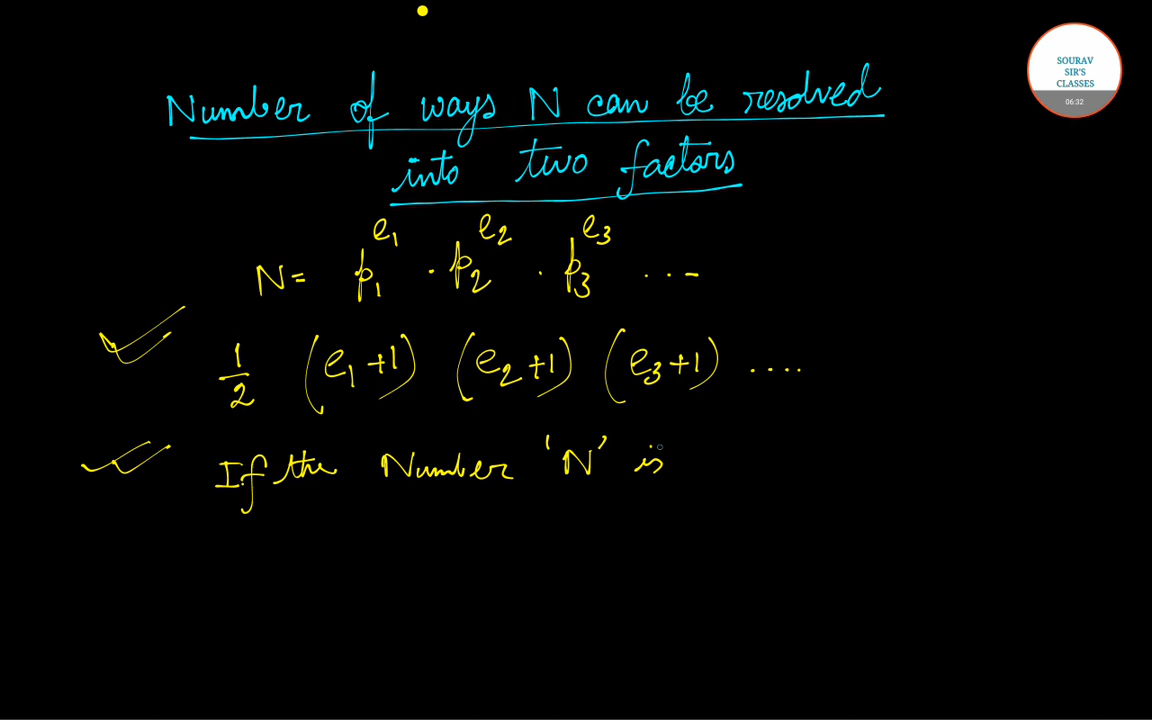 SOURAV
SIR'S
CLASSES
06:32
Number of ways N can be resolved
into two factors
N = p₁^e₁ · p₂^e₂ · p₃^e₃ ...
1/2 (e₁+1) (e₂+1) (e₃+1) ....
If the Number 'N' is